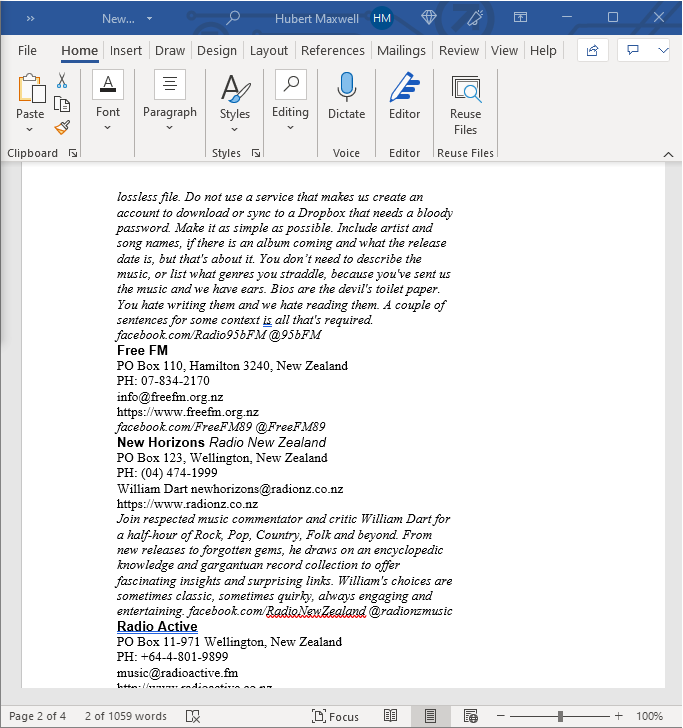 New...
Hubert Maxwell
HM
File Home Insert Draw Design Layout References Mailings Review View Help
Paste Font Paragraph Styles Editing Dictate Editor Reuse Files
Clipboard Styles Voice Editor Reuse Files
lossless file. Do not use a service that makes us create an
account to download or sync to a Dropbox that needs a bloody
password. Make it as simple as possible. Include artist and
song names, if there is an album coming and what the release
date is, but that's about it. You don't need to describe the
music, or list what genres you straddle, because you've sent us
the music and we have ears. Bios are the devil's toilet paper.
You hate writing them and we hate reading them. A couple of
sentences for some context is all that's required.
facebook.com/Radio95bFM @95bFM
Free FM
PO Box 110, Hamilton 3240, New Zealand
PH: 07-834-2170
info@freefm.org.nz
https://www.freefm.org.nz
facebook.com/FreeFM89 @FreeFM89
New Horizons Radio New Zealand
PO Box 123, Wellington, New Zealand
PH: (04) 474-1999
William Dart newhorizons@radionz.co.nz
https://www.radionz.co.nz
Join respected music commentator and critic William Dart for
a half-hour of Rock, Pop, Country, Folk and beyond. From
new releases to forgotten gems, he draws on an encyclopedic
knowledge and gargantuan record collection to offer
fascinating insights and surprising links. William's choices are
sometimes classic, sometimes quirky, always engaging and
entertaining. facebook.com/RadioNewZealand @radionzmusic
Radio Active
PO Box 11-971 Wellington, New Zealand
PH: +64-4-801-9899
music@radioactive.fm
http://www.radioactive.co.nz
Page 2 of 4 2 of 1059 words Focus 100%